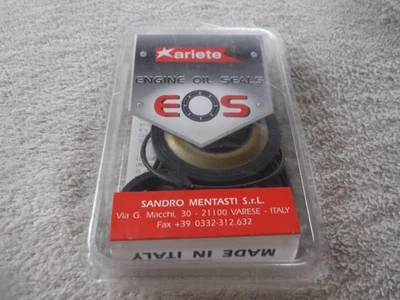 ariete
ENGINE OIL SEALS
EOS
SANDRO MENTASTI S.r.L.
Via G. Macchi, 30 - 21100 VARESE - ITALY
Fax +39 0332-312.632
MADE IN ITALY